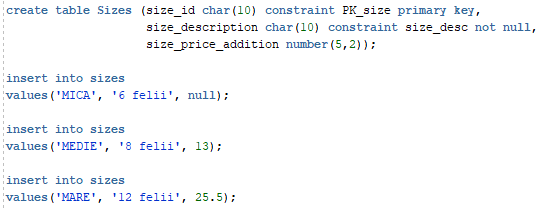 create table Sizes (size_id char(10) constraint PK_size primary key,
size_description char(10) constraint size_desc not null,
size_price_addition number(5,2));
insert into sizes
values('MICA', '6 felii', null);
insert into sizes
values('MEDIE', '8 felii', 13);
insert into sizes
values('MARE', '12 felii', 25.5);